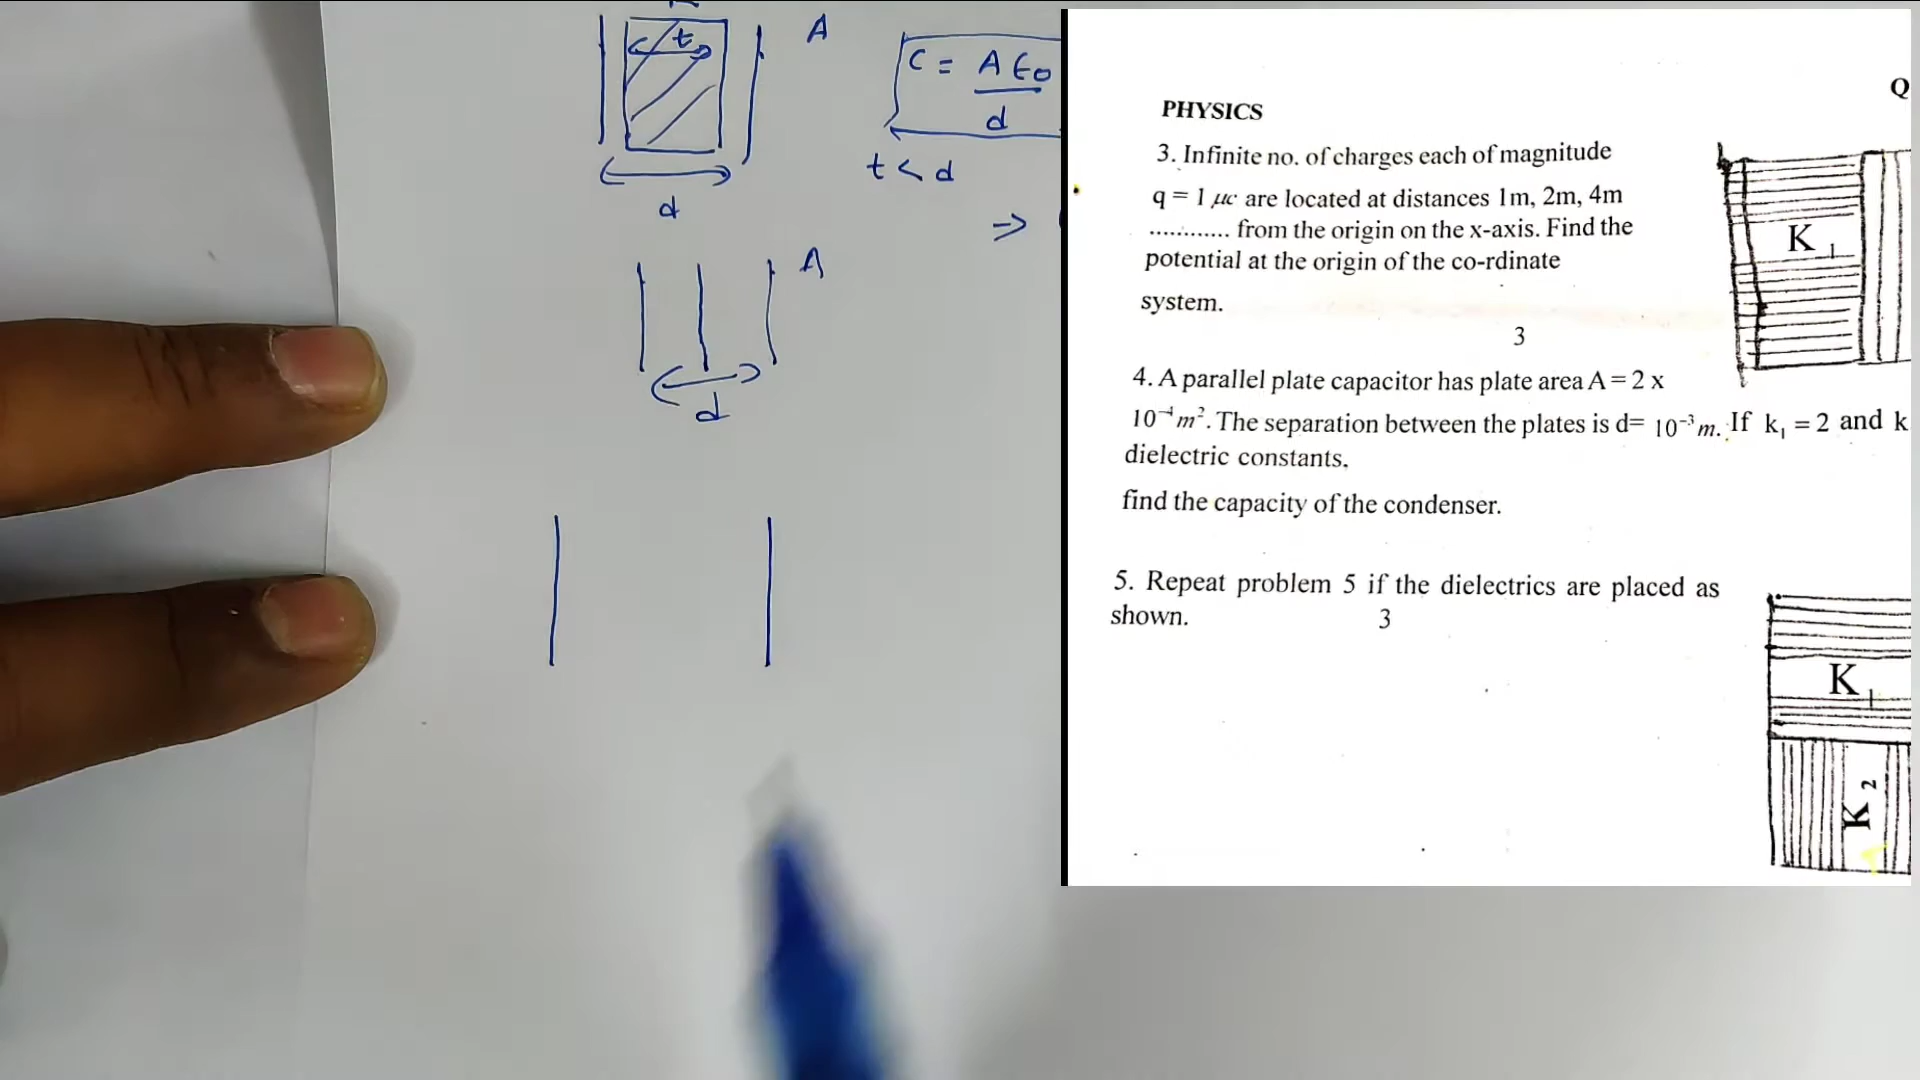 t
A
C = A ϵ0
d
t < d
d
→
A
d
Q
PHYSICS
3. Infinite no. of charges each of magnitude
q = 1 μc are located at distances 1m, 2m, 4m
............ from the origin on the x-axis. Find the
potential at the origin of the co-rdinate
system.
3
K1
4. A parallel plate capacitor has plate area A = 2 x
10⁻⁴m². The separation between the plates is d= 10⁻³m. If k₁ = 2 and k
dielectric constants.
find the capacity of the condenser.
5. Repeat problem 5 if the dielectrics are placed as
shown. 3
K1
K2